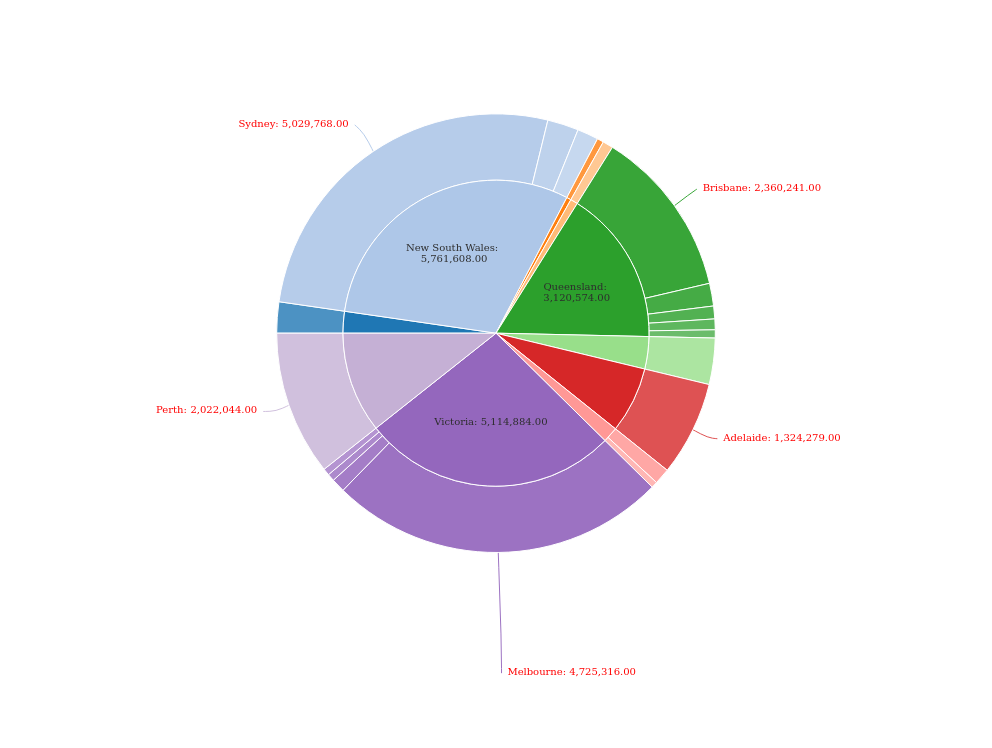 Sydney: 5,029,768.00
Brisbane: 2,360,241.00
New South Wales:
5,761,608.00
Queensland:
3,120,574.00
Perth: 2,022,044.00
Victoria: 5,114,884.00
Adelaide: 1,324,279.00
Melbourne: 4,725,316.00